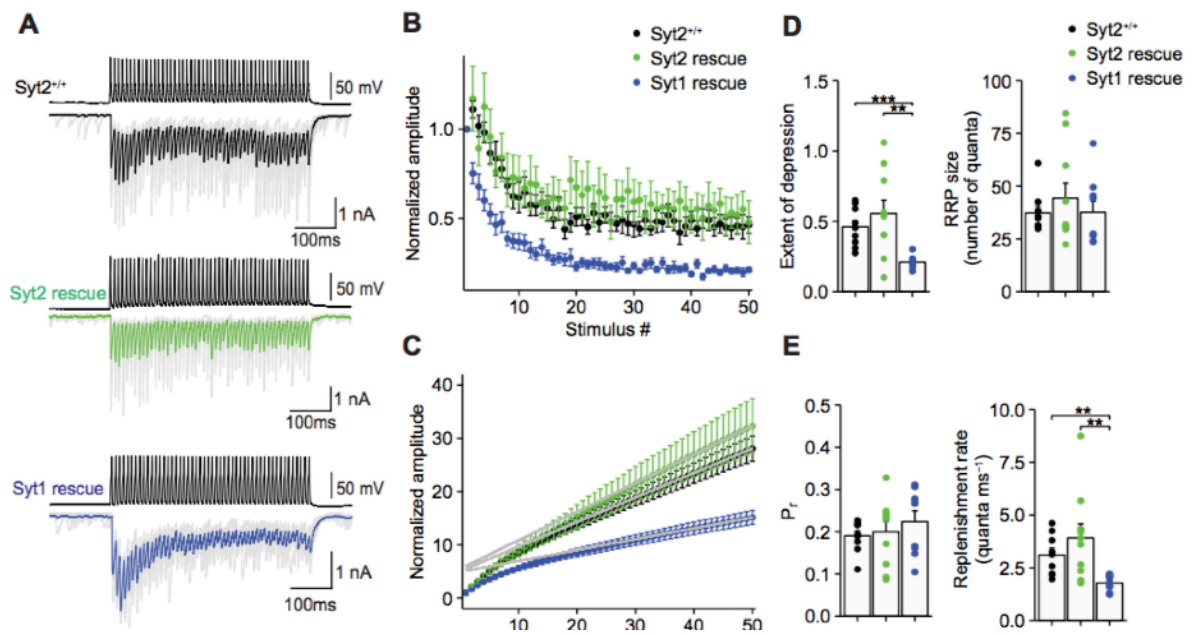 A
Syt2+/+
50 mV
1 nA
100ms
Syt2 rescue
50 mV
1 nA
100ms
Syt1 rescue
50 mV
1 nA
100ms
B
Syt2+/+
Syt2 rescue
Syt1 rescue
Normalized amplitude
1.0
0.5
10 20 30 40 50
Stimulus #
C
Normalized amplitude
40
30
20
10
0
10 20 30 40 50
D
Syt2+/+
Syt2 rescue
Syt1 rescue
Extent of depression
1.5
1.0
0.5
0.0
***
**
RRP size
(number of quanta)
100
75
50
25
0
E
Pr
0.5
0.4
0.3
0.2
0.1
0.0
Replenishment rate
(quanta ms⁻¹)
10.0
7.5
5.0
2.5
0.0
**
**